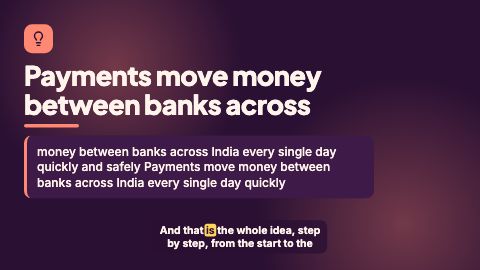 Payments move money
between banks across
money between banks across India every single day
quickly and safely Payments move money between
banks across India every single day quickly
And that is the whole idea, step
by step, from the start to the